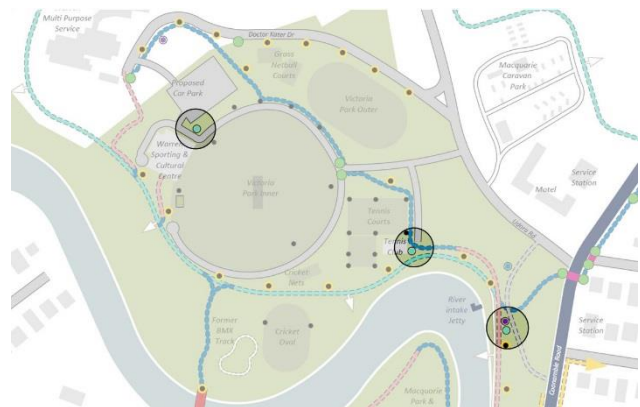 Multi Purpose
Service
Doctor Kater Dr
Grass
Netball
Courts
Proposed
Car Park
Victoria
Park Outer
Macquarie
Caravan
Park
Warren
Sporting &
Cultural
Centre
Victoria
Park Inner
Tennis
Courts
Tennis
Club
Motel
Service
Station
Cricket
Nets
River
intake
Jetty
Former
BMX
Track
Cricket
Oval
Service
Station
Coonamble Road
Macquarie
Park &